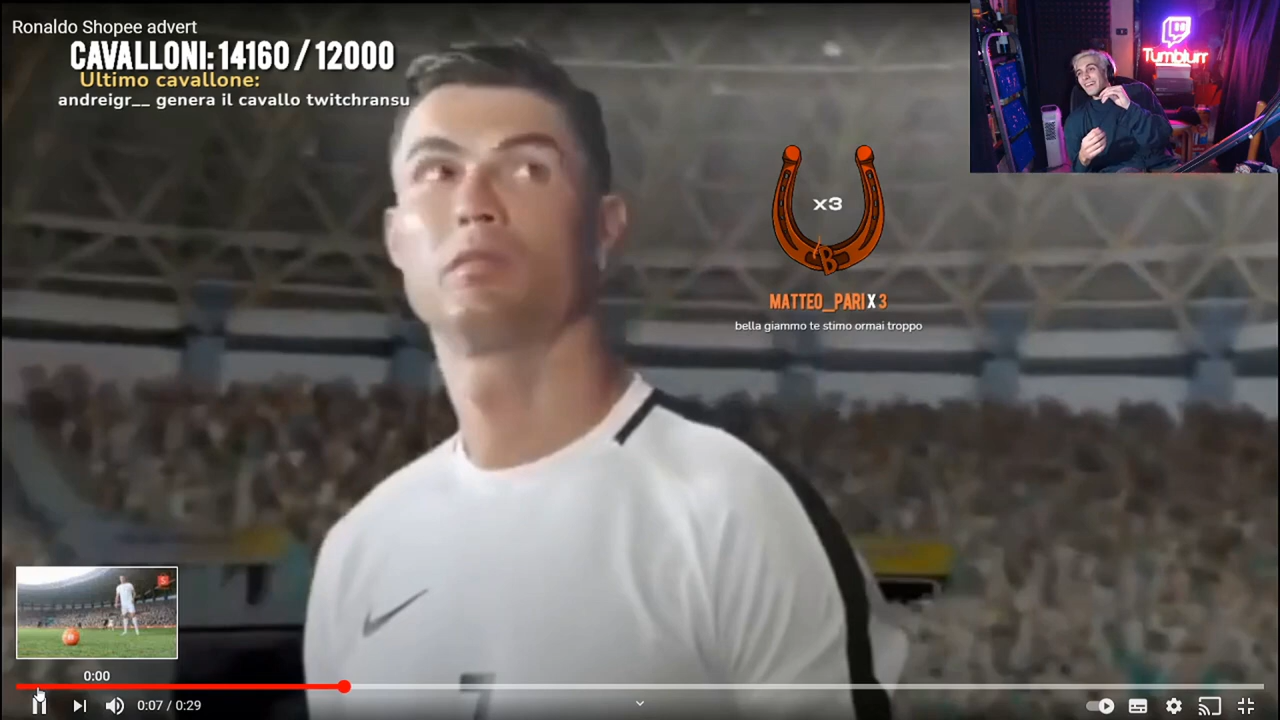 Ronaldo Shopee advert
CAVALLONI: 14160 / 12000
Ultimo cavallone:
andreigr__ genera il cavallo twitchransu
Tumblurr
x3
B
MATTEO_PARI X 3
bella giammo te stimo ormai troppo
7
0:00
0:07 / 0:29